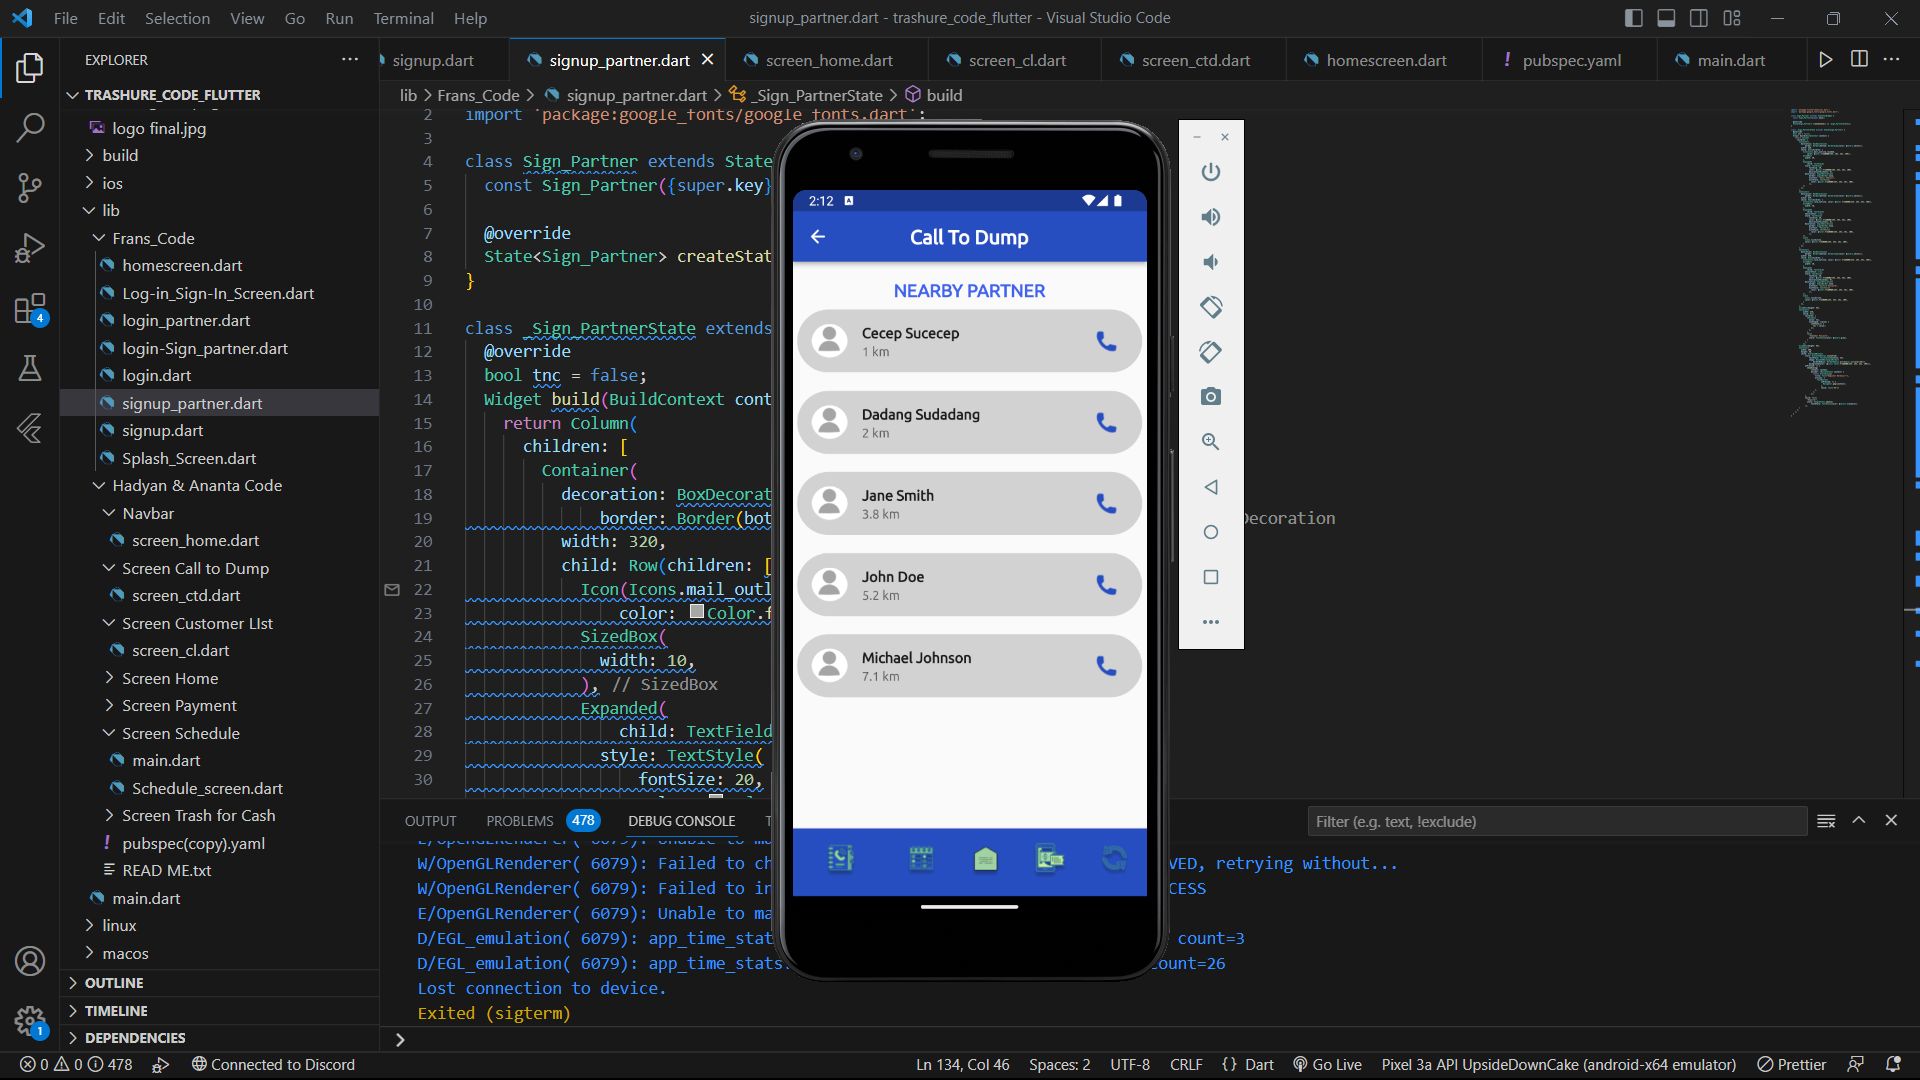 File Edit Selection View Go Run Terminal Help
signup_partner.dart - trashure_code_flutter - Visual Studio Code
EXPLORER
TRASHURE_CODE_FLUTTER
logo final.jpg
build
ios
lib
Frans_Code
homescreen.dart
Log-in_Sign-In_Screen.dart
login_partner.dart
login-Sign_partner.dart
login.dart
signup_partner.dart
signup.dart
Splash_Screen.dart
Hadyan & Ananta Code
Navbar
screen_home.dart
Screen Call to Dump
screen_ctd.dart
Screen Customer LIst
screen_cl.dart
Screen Home
Screen Payment
Screen Schedule
main.dart
Schedule_screen.dart
Screen Trash for Cash
pubspec(copy).yaml
READ ME.txt
main.dart
linux
macos
OUTLINE
TIMELINE
DEPENDENCIES
4
1
signup.dart signup_partner.dart screen_home.dart screen_cl.dart screen_ctd.dart homescreen.dart pubspec.yaml main.dart
lib > Frans_Code > signup_partner.dart > _Sign_PartnerState > build
2 import 'package:google_fonts/google_fonts.dart';
3
4 class Sign_Partner extends State
5 const Sign_Partner({super.key}
6
7 @override
8 State<Sign_Partner> createStat
9 }
10
11 class _Sign_PartnerState extends
12 @override
13 bool tnc = false;
14 Widget build(BuildContext cont
15 return Column(
16 children: [
17 Container(
18 decoration: BoxDecorat
19 border: Border(bot
Decoration
20 width: 320,
21 child: Row(children: [
22 Icon(Icons.mail_outl
23 color: Color.f
24 SizedBox(
25 width: 10,
26 ), // SizedBox
27 Expanded(
28 child: TextField
29 style: TextStyle(
30 fontSize: 20,
2:12
Call To Dump
NEARBY PARTNER
Cecep Sucecep
1 km
Dadang Sudadang
2 km
Jane Smith
3.8 km
John Doe
5.2 km
Michael Johnson
7.1 km
OUTPUT PROBLEMS 478 DEBUG CONSOLE T
Filter (e.g. text, !exclude)
E/OpenGLRenderer( 6079): Unable to ma
W/OpenGLRenderer( 6079): Failed to ch VED, retrying without...
W/OpenGLRenderer( 6079): Failed to in CESS
E/OpenGLRenderer( 6079): Unable to ma
D/EGL_emulation( 6079): app_time_stat count=3
D/EGL_emulation( 6079): app_time_stats: ount=26
Lost connection to device.
Exited (sigterm)
0 0 478 Connected to Discord Ln 134, Col 46 Spaces: 2 UTF-8 CRLF {} Dart Go Live Pixel 3a API UpsideDownCake (android-x64 emulator) Prettier